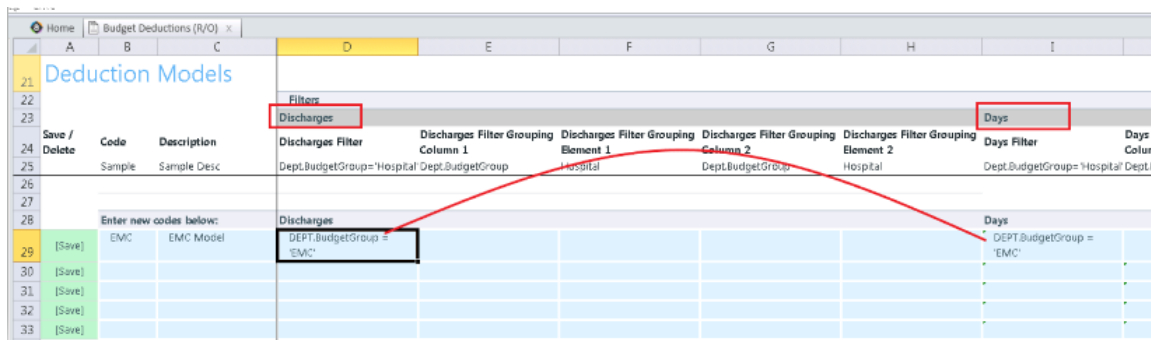 Home Budget Deductions (R/O) ×
A B C D E F G H I
21 Deduction Models
22 Filters
23 Discharges Days
24 Save / Delete Code Description Discharges Filter Discharges Filter Grouping Column 1 Discharges Filter Grouping Element 1 Discharges Filter Grouping Column 2 Discharges Filter Grouping Element 2 Days Filter Days
25 Sample Sample Desc Dept.BudgetGroup='Hospital' Dept.BudgetGroup Hospital Dept.BudgetGroup Hospital Dept.BudgetGroup='Hospital' Dept.
26
27
28 Enter new codes below: Discharges Days
29 [Save] EMC EMC Model DEPT.BudgetGroup = 'EMC' DEPT.BudgetGroup = 'EMC'
30 [Save]
31 [Save]
32 [Save]
33 [Save]